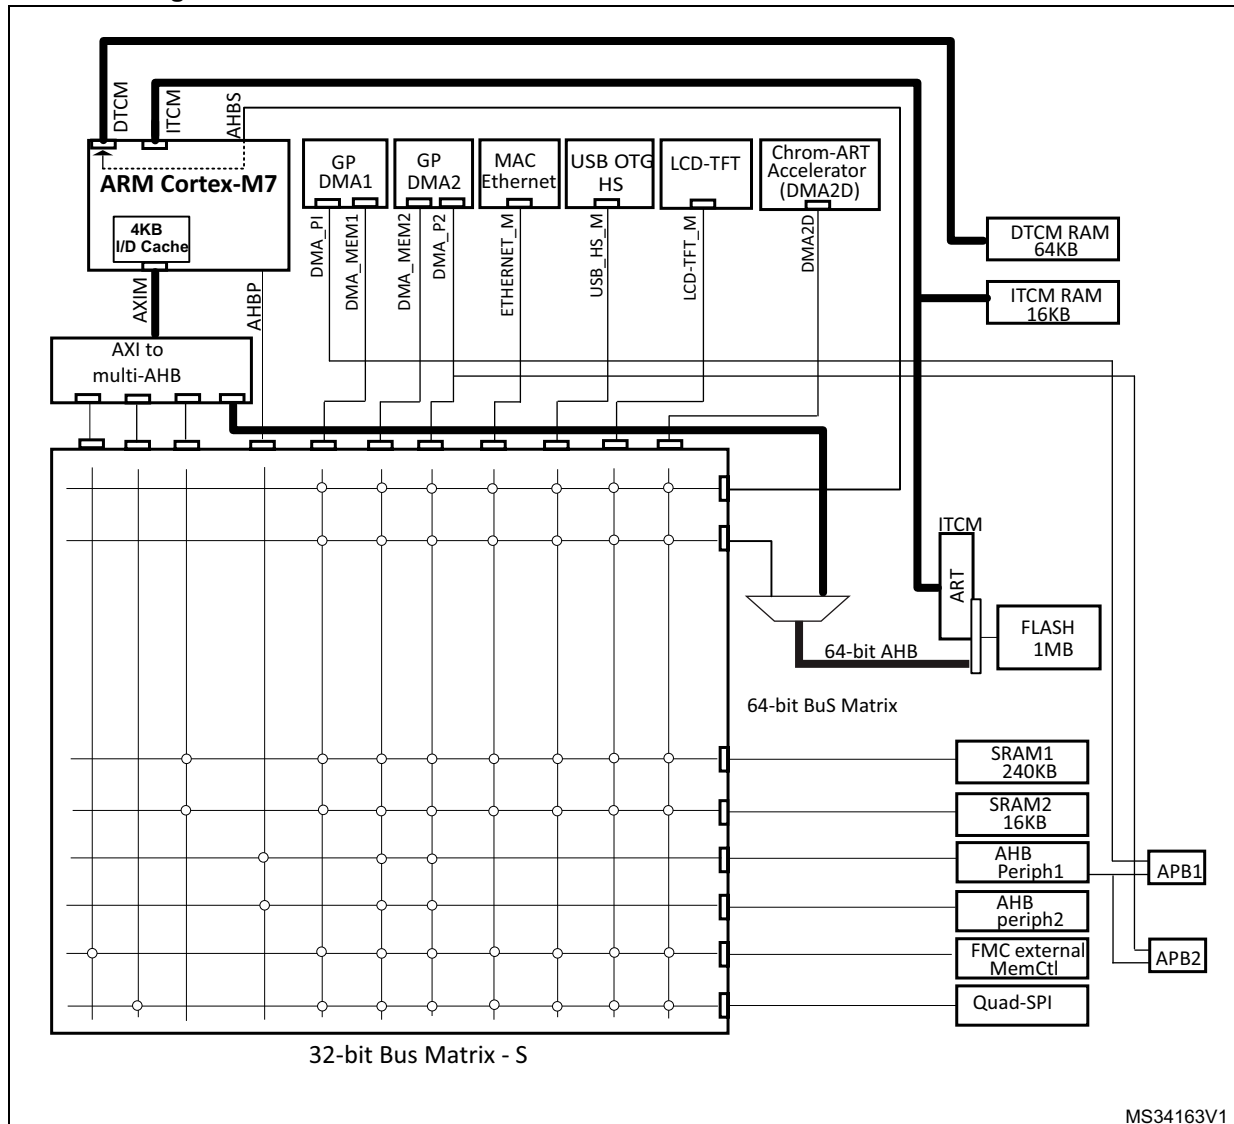 DTCM
ITCM
AHBS
ARM Cortex-M7
4KB
I/D Cache
AXIM
AHBP
GP
DMA1
GP
DMA2
MAC
Ethernet
USB OTG
HS
LCD-TFT
Chrom-ART
Accelerator
(DMA2D)
DMA_PI
DMA_MEM1
DMA_MEM2
DMA_P2
ETHERNET_M
USB_HS_M
LCD-TFT_M
DMA2D
DTCM RAM
64KB
ITCM RAM
16KB
AXI to
multi-AHB
ITCM
ART
FLASH
1MB
64-bit AHB
64-bit BuS Matrix
SRAM1
240KB
SRAM2
16KB
AHB
Periph1
APB1
AHB
periph2
FMC external
MemCtl
APB2
Quad-SPI
32-bit Bus Matrix - S
MS34163V1